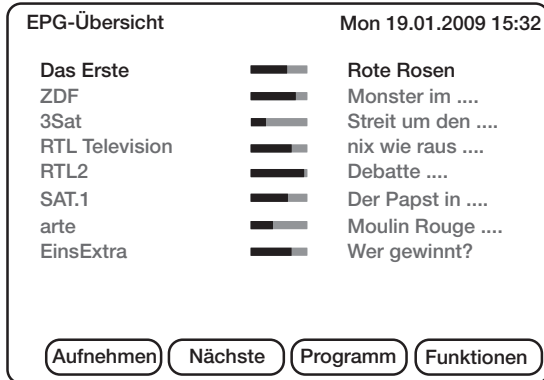 EPG-Übersicht Mon 19.01.2009 15:32
Das Erste Rote Rosen
ZDF Monster im ....
3Sat Streit um den ....
RTL Television nix wie raus ....
RTL2 Debatte ....
SAT.1 Der Papst in ....
arte Moulin Rouge ....
EinsExtra Wer gewinnt?
Aufnehmen Nächste Programm Funktionen